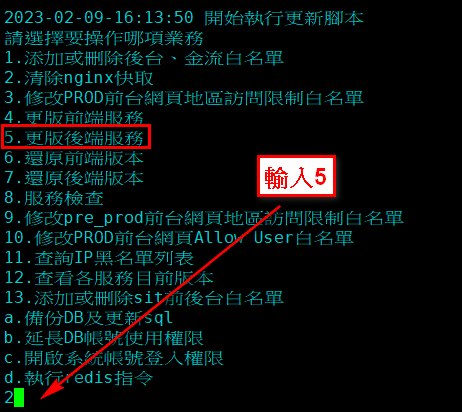 2023-02-09-16:13:50 開始執行更新腳本
請選擇要操作哪項業務
1.添加或刪除後台、金流白名單
2.清除nginx快取
3.修改PROD前台網頁地區訪問限制白名單
4.更版前端服務
5.更版後端服務
6.還原前端版本
7.還原後端版本
輸入5
8.服務檢查
9.修改pre_prod前台網頁地區訪問限制白名單
10.修改PROD前台網頁Allow User白名單
11.查詢IP黑名單列表
12.查看各服務目前版本
13.添加或刪除sit前後台白名單
a.備份DB及更新sql
b.延長DB帳號使用權限
c.開啟系統帳號登入權限
d.執行redis指令
2